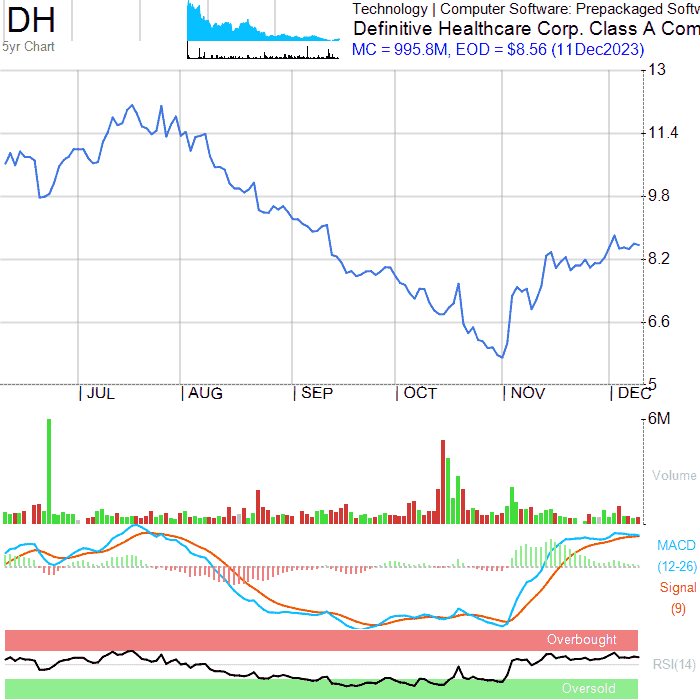 DH
5yr Chart
Technology | Computer Software: Prepackaged Softw
Definitive Healthcare Corp. Class A Com
MC = 995.8M, EOD = $8.56 (11Dec2023)
13
11.4
9.8
8.2
6.6
5
JUL AUG SEP OCT NOV DEC
6M
Volume
MACD
(12-26)
Signal
(9)
Overbought
RSI(14)
Oversold